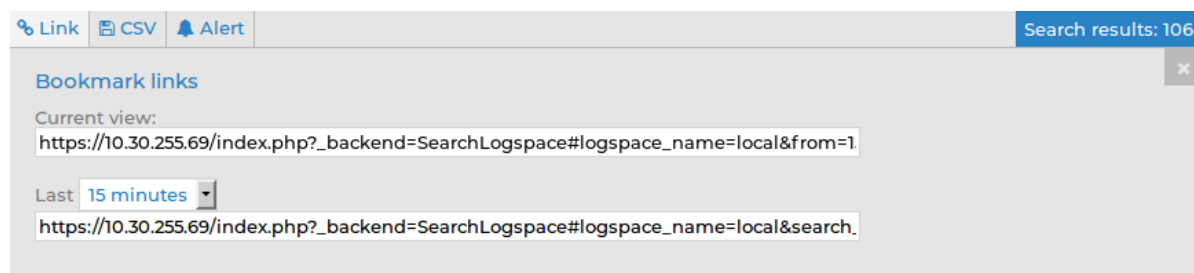 Link CSV Alert Search results: 106
Bookmark links
Current view:
https://10.30.255.69/index.php?_backend=SearchLogspace#logspace_name=local&from=1
Last 15 minutes
https://10.30.255.69/index.php?_backend=SearchLogspace#logspace_name=local&search_